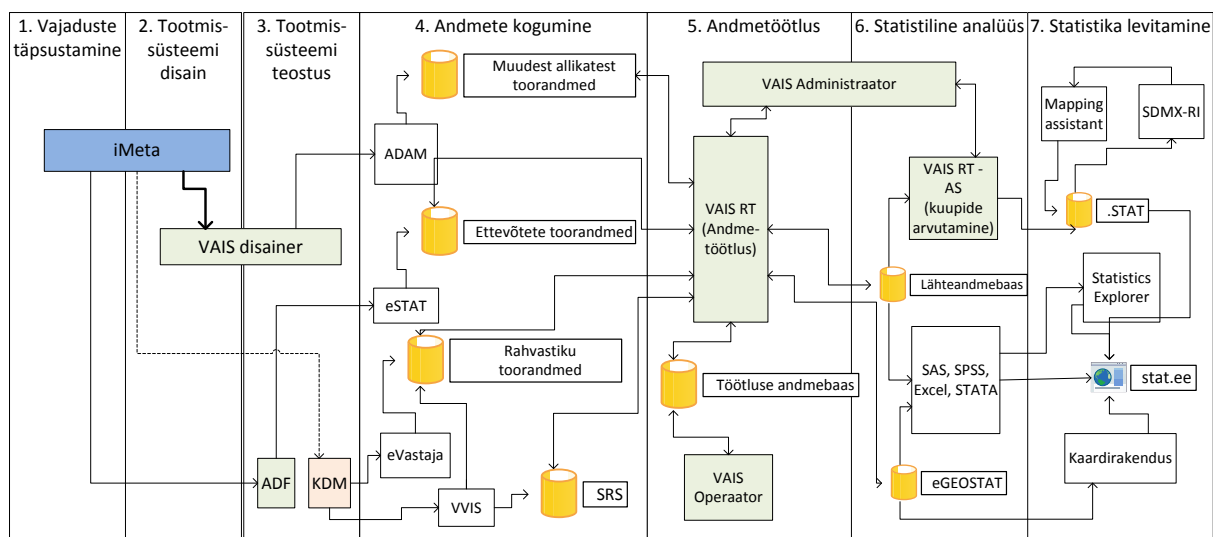 1. Vajaduste
täpsustamine
2. Tootmis-
süsteemi
disain
3. Tootmis-
süsteemi
teostus
4. Andmete kogumine
5. Andmetöötlus
6. Statistiline analüüs
7. Statistika levitamine
iMeta
VAIS disainer
ADF
KDM
Muudest allikatest
toorandmed
ADAM
Ettevõtete toorandmed
eSTAT
Rahvastiku
toorandmed
eVastaja
VVIS
SRS
VAIS Administraator
VAIS RT
(Andme-
töötlus)
Töötluse andmebaas
VAIS
Operaator
VAIS RT -
AS
(kuupide
arvutamine)
Lähteandmebaas
SAS, SPSS,
Excel, STATA
eGEOSTAT
Mapping
assistant
SDMX-RI
.STAT
Statistics
Explorer
stat.ee
Kaardirakendus